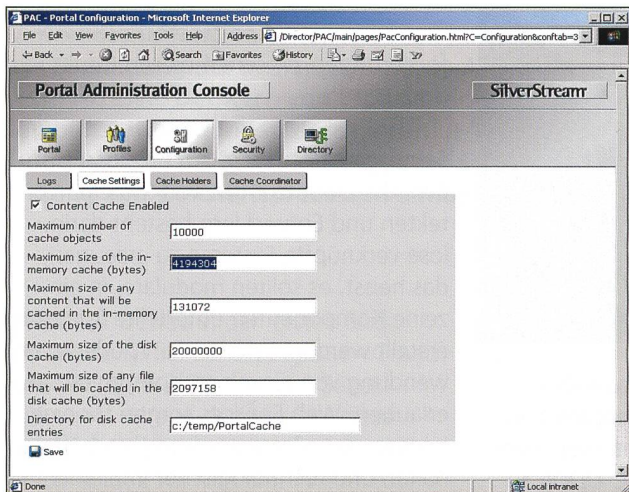 PAC - Portal Configuration - Microsoft Internet Explorer
File Edit View Favorites Tools Help Address /Director/PAC/main/pages/PacConfiguration.html?C=Configuration&conftab=3
Back Search Favorites History
Portal Administration Console SilverStream
Portal Profiles Configuration Security Directory
Logs Cache Settings Cache Holders Cache Coordinator
Content Cache Enabled
Maximum number of
cache objects
10000
Maximum size of the in-
memory cache (bytes)
4194304
Maximum size of any
content that will be
cached in the in-memory
cache (bytes)
131072
Maximum size of the disk
cache (bytes)
20000000
Maximum size of any file
that will be cached in the
disk cache (bytes)
2097158
Directory for disk cache
entries
c:/temp/PortalCache
Save
Done Local intranet